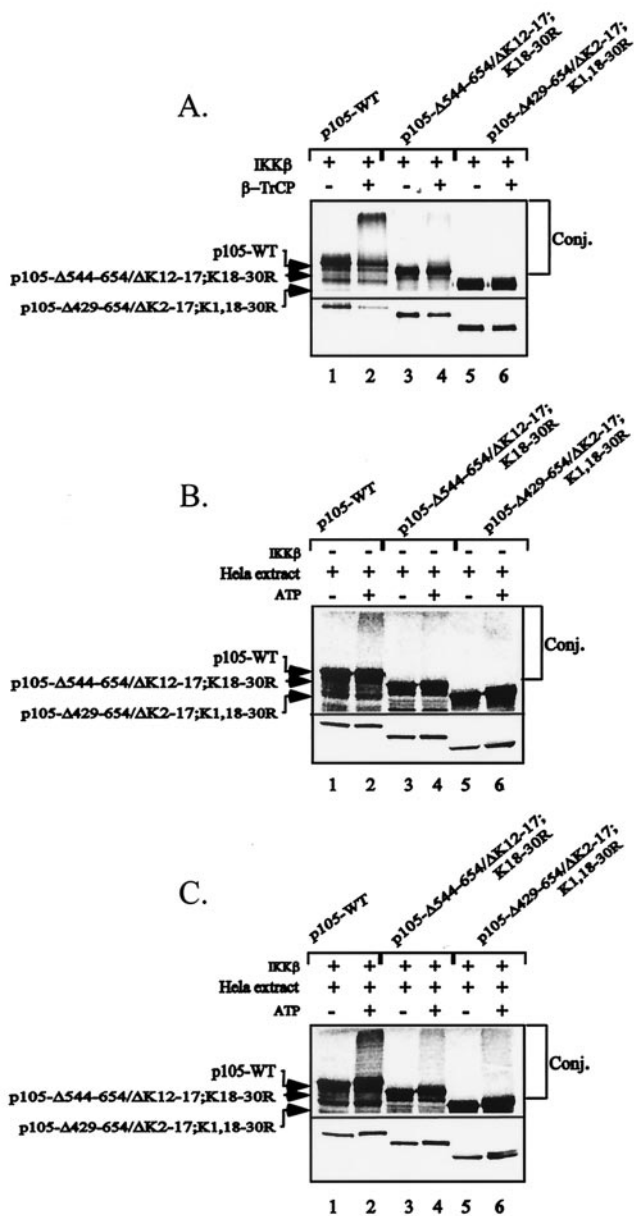 A.
p105-WT
p105-Δ544-654/ΔK12-17;
K18-30R
p105-Δ429-654/ΔK2-17;
K1,18-30R
IKKβ + + + + + +
β-TrCP - + - + - +
p105-WT
p105-Δ544-654/ΔK12-17;K18-30R
p105-Δ429-654/ΔK2-17;K1,18-30R
Conj.
1 2 3 4 5 6
B.
p105-WT
p105-Δ544-654/ΔK12-17;
K18-30R
p105-Δ429-654/ΔK2-17;
K1,18-30R
IKKβ - - - - - -
Hela extract + + + + + +
ATP - + - + - +
p105-WT
p105-Δ544-654/ΔK12-17;K18-30R
p105-Δ429-654/ΔK2-17;K1,18-30R
Conj.
1 2 3 4 5 6
C.
p105-WT
p105-Δ544-654/ΔK12-17;
K18-30R
p105-Δ429-654/ΔK2-17;
K1,18-30R
IKKβ + + + + + +
Hela extract + + + + + +
ATP - + - + - +
p105-WT
p105-Δ544-654/ΔK12-17;K18-30R
p105-Δ429-654/ΔK2-17;K1,18-30R
Conj.
1 2 3 4 5 6